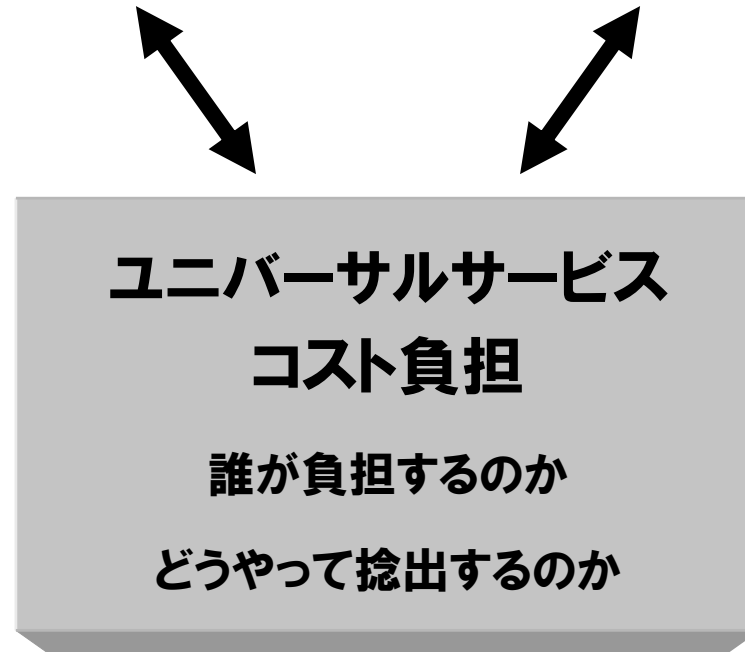 ユニバーサルサービス
コスト負担
誰が負担するのか
どうやって捻出するのか